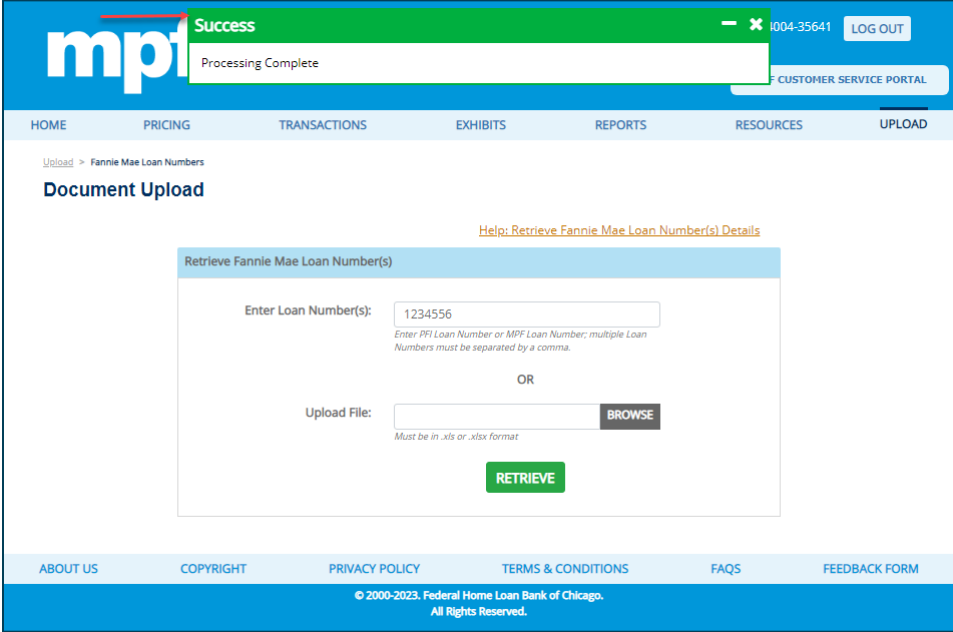 mpf
Success
Processing Complete
4004-35641
LOG OUT
CUSTOMER SERVICE PORTAL
HOME PRICING TRANSACTIONS EXHIBITS REPORTS RESOURCES UPLOAD
Upload > Fannie Mae Loan Numbers
Document Upload
Help: Retrieve Fannie Mae Loan Number(s) Details
Retrieve Fannie Mae Loan Number(s)
Enter Loan Number(s): 1234556
Enter PFI Loan Number or MPF Loan Number; multiple Loan
Numbers must be separated by a comma.
OR
Upload File: BROWSE
Must be in .xls or .xlsx format
RETRIEVE
ABOUT US COPYRIGHT PRIVACY POLICY TERMS & CONDITIONS FAQS FEEDBACK FORM
© 2000-2023. Federal Home Loan Bank of Chicago.
All Rights Reserved.